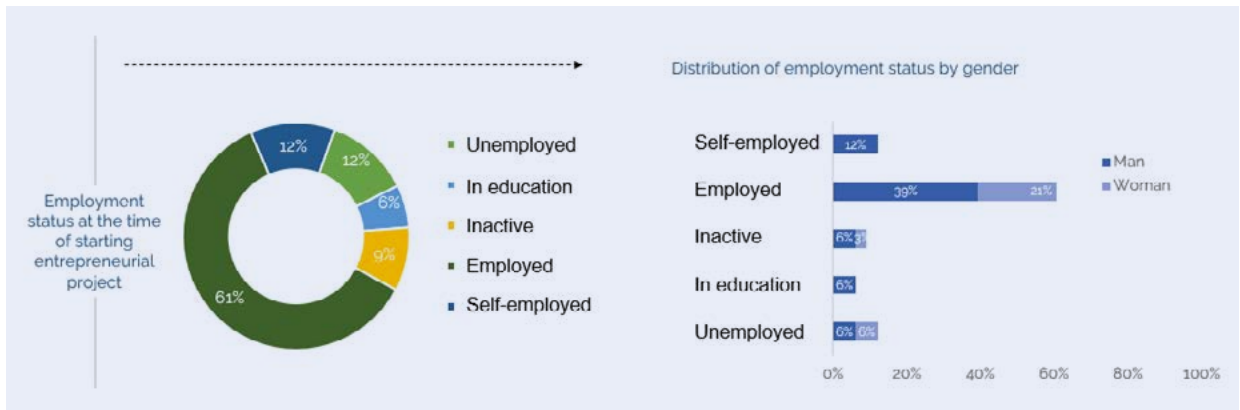 Employment
status at the time
of starting
entrepreneurial
project
12%
12%
6%
9%
61%
Unemployed
In education
Inactive
Employed
Self-employed
Distribution of employment status by gender
Self-employed
12%
Employed
39%
21%
Inactive
6%
3%
In education
6%
Unemployed
6%
6%
Man
Woman
0%
20%
40%
60%
80%
100%